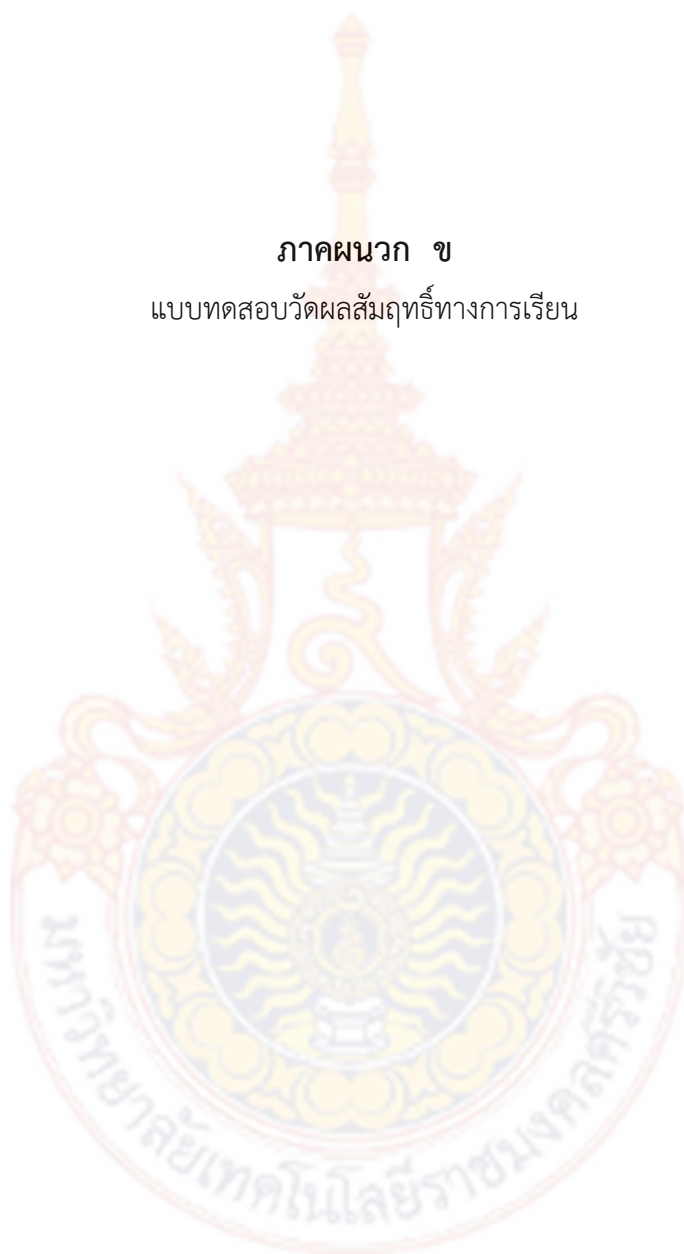 ภาคผนวก ข
แบบทดสอบวัดผลสัมฤทธิ์ทางการเรียน
มหาวิทยาลัยเทคโนโลยีราชมงคลศรีวิชัย